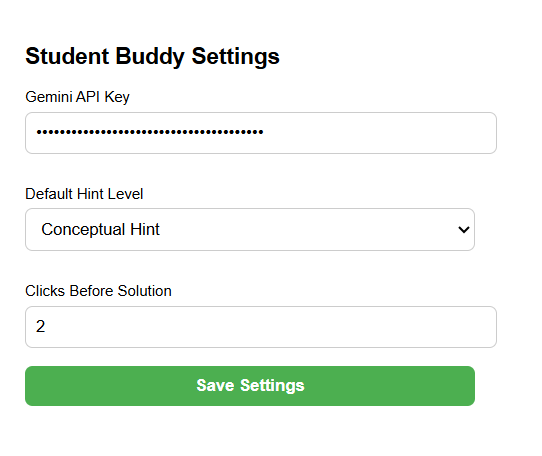 Student Buddy Settings
Gemini API Key
•••••••••••••••••••••••••••••••••••••••
Default Hint Level
Conceptual Hint
Clicks Before Solution
2
Save Settings